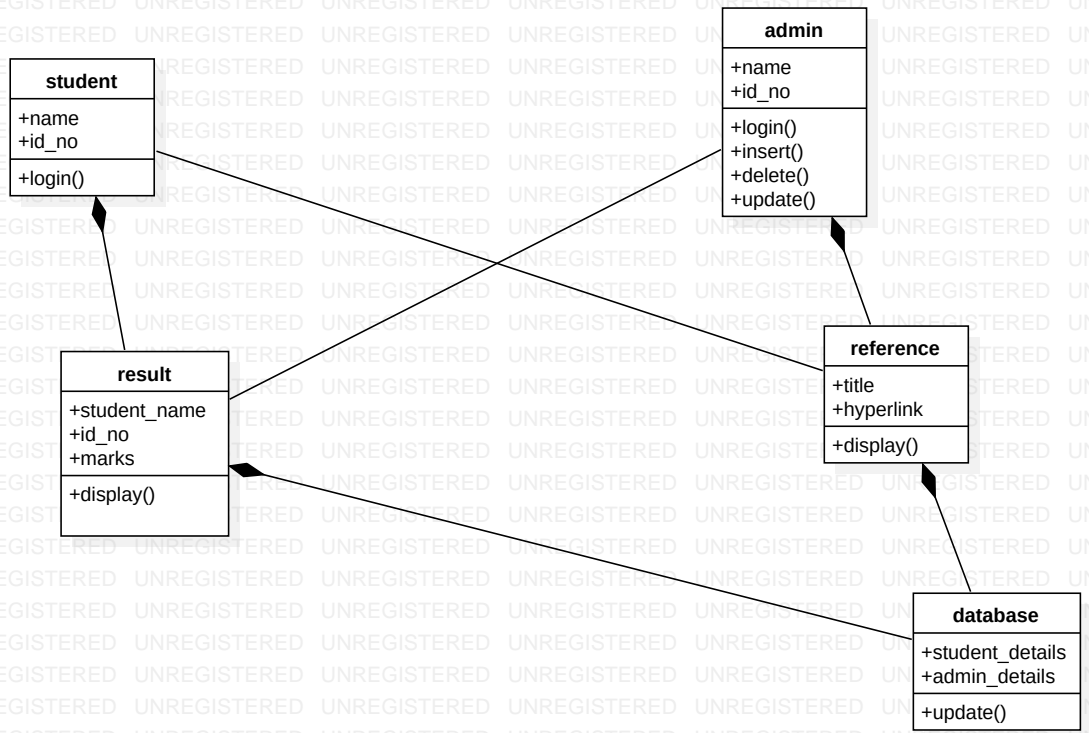 admin
+name
+id_no
+login()
+insert()
+delete()
+update()
student
+name
+id_no
+login()
reference
+title
+hyperlink
+display()
result
+student_name
+id_no
+marks
+display()
database
+student_details
+admin_details
+update()
UNREGISTERED